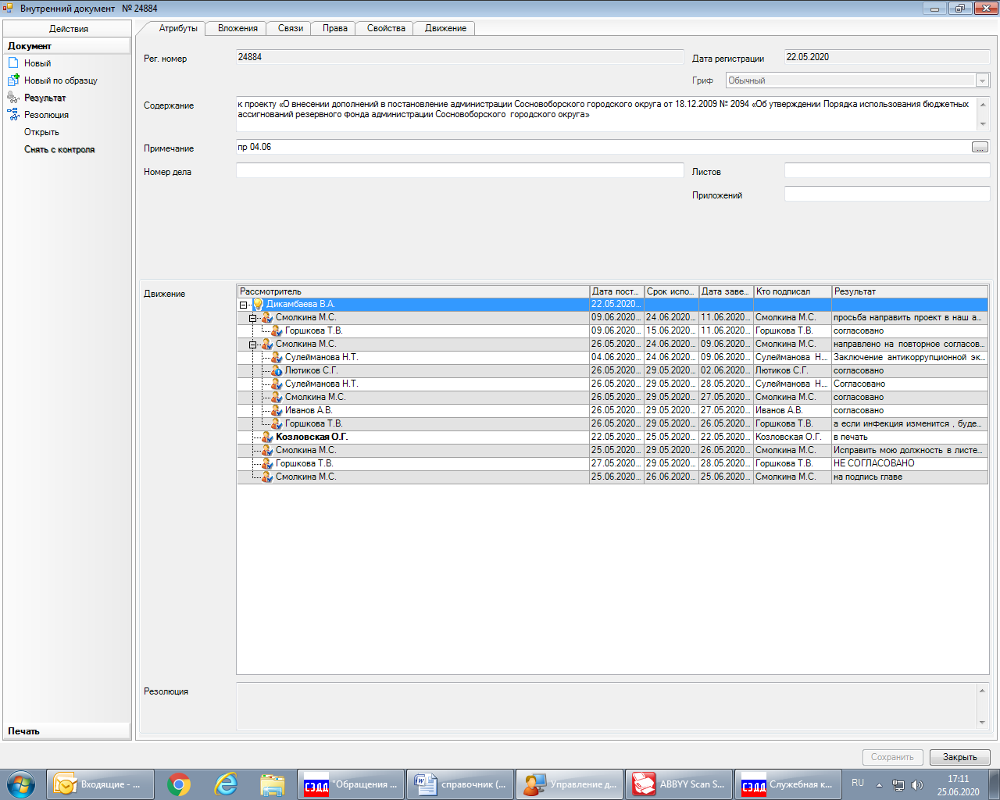 Внутренний документ № 24884
Действия
Документ
Новый
Новый по образцу
Результат
Резолюция
Открыть
Снять с контроля
Печать
Атрибуты Вложения Связи Права Свойства Движение
Рег. номер 24884 Дата регистрации 22.05.2020
Гриф Обычный
Содержание к проекту «О внесении дополнений в постановление администрации Сосновоборского городского округа от 18.12.2009 № 2094 «Об утверждении Порядка использования бюджетных
ассигнований резервного фонда администрации Сосновоборского городского округа»
Примечание пр 04.06 ...
Номер дела Листов
Приложений
Движение
Рассмотритель Дата пост... Срок испо... Дата заве... Кто подписал Результат
Дикамбаева В.А. 22.05.2020...
Смолкина М.С. 09.06.2020... 24.06.2020... 11.06.2020... Смолкина М.С. просьба направить проект в наш а...
Горшкова Т.В. 09.06.2020... 15.06.2020... 11.06.2020... Горшкова Т.В. согласовано
Смолкина М.С. 26.05.2020... 24.06.2020... 09.06.2020... Смолкина М.С. направлено на повторное согласов...
Сулейманова Н.Т. 04.06.2020... 24.06.2020... 09.06.2020... Сулейманова Н.... Заключение антикоррупционной эк...
Лютиков С.Г. 26.05.2020... 29.05.2020... 02.06.2020... Лютиков С.Г. согласовано
Сулейманова Н.Т. 26.05.2020... 29.05.2020... 28.05.2020... Сулейманова Н.... Согласовано
Смолкина М.С. 26.05.2020... 29.05.2020... 27.05.2020... Смолкина М.С. согласовано
Иванов А.В. 26.05.2020... 29.05.2020... 27.05.2020... Иванов А.В. согласовано
Горшкова Т.В. 26.05.2020... 29.05.2020... 26.05.2020... Горшкова Т.В. а если инфекция изменится , буде...
Козловская О.Г. 22.05.2020... 25.05.2020... 22.05.2020... Козловская О.Г. в печать
Смолкина М.С. 25.05.2020... 29.05.2020... 26.05.2020... Смолкина М.С. Исправить мою должность в листе...
Горшкова Т.В. 27.05.2020... 29.05.2020... 28.05.2020... Горшкова Т.В. НЕ СОГЛАСОВАНО
Смолкина М.С. 25.06.2020... 26.06.2020... 25.06.2020... Смолкина М.С. на подпись главе
Резолюция
Сохранить Закрыть
Входящие - ... СЭДД "Обращения ... справочник (... Управление д... ABBYY Scan S... СЭДД Служебная к... RU 17:11
25.06.2020